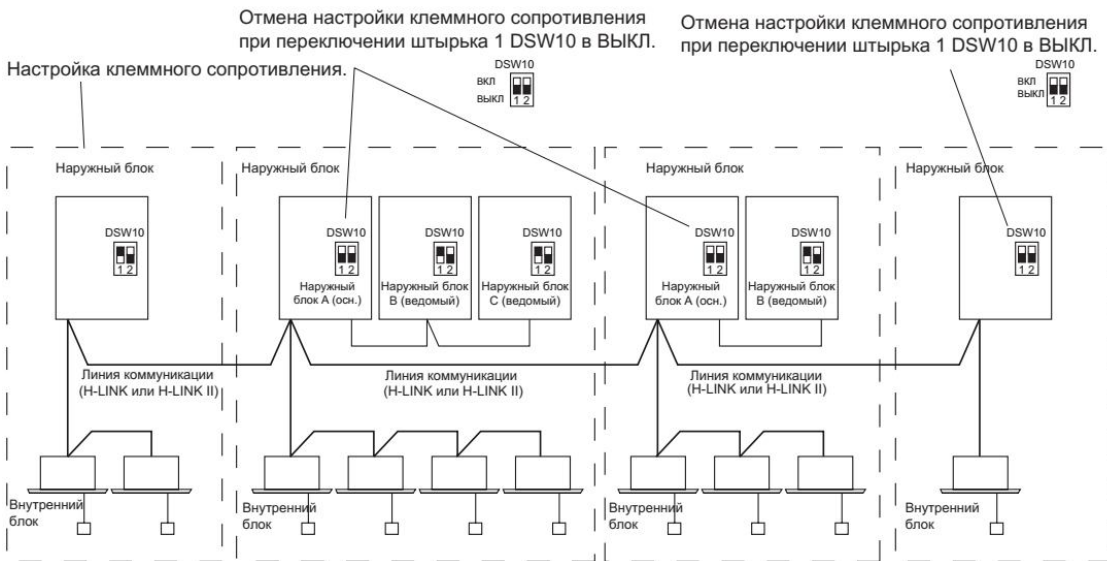 Отмена настройки клеммного сопротивления
при переключении штырька 1 DSW10 в ВЫКЛ.
Отмена настройки клеммного сопротивления
при переключении штырька 1 DSW10 в ВЫКЛ.
Настройка клеммного сопротивления.
DSW10
ВКЛ
ВЫКЛ
1 2
DSW10
ВКЛ
ВЫКЛ
1 2
Наружный блок
DSW10
1 2
Линия коммуникации
(H-LINK или H-LINK II)
Внутренний
блок
Наружный блок
DSW10
1 2
Наружный
блок A (осн.)
DSW10
1 2
Наружный блок
B (ведомый)
DSW10
1 2
Наружный блок
C (ведомый)
Линия коммуникации
(H-LINK или H-LINK II)
Внутренний
блок
Наружный блок
DSW10
1 2
Наружный
блок A (осн.)
DSW10
1 2
Наружный блок
B (ведомый)
Линия коммуникации
(H-LINK или H-LINK II)
Внутренний
блок
Наружный блок
DSW10
1 2
Внутренний
блок